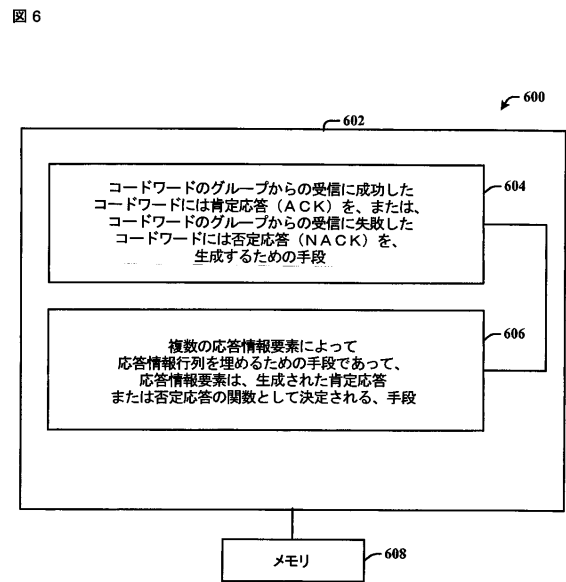 図６
600
602
コードワードのグループからの受信に成功した
コードワードには肯定応答（ＡＣＫ）を、または、
コードワードのグループからの受信に失敗した
コードワードには否定応答（ＮＡＣＫ）を、
生成するための手段
604
複数の応答情報要素によって
応答情報行列を埋めるための手段であって、
応答情報要素は、生成された肯定応答
または否定応答の関数として決定される、手段
606
メモリ
608